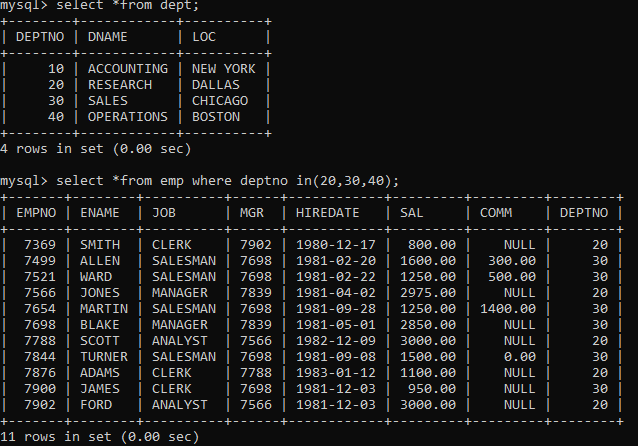 mysql> select *from dept;
+--------+------------+----------+
| DEPTNO | DNAME      | LOC      |
+--------+------------+----------+
|     10 | ACCOUNTING | NEW YORK |
|     20 | RESEARCH   | DALLAS   |
|     30 | SALES      | CHICAGO  |
|     40 | OPERATIONS | BOSTON   |
+--------+------------+----------+
4 rows in set (0.00 sec)
mysql> select *from emp where deptno in(20,30,40);
+-------+--------+----------+------+------------+---------+---------+--------+
| EMPNO | ENAME  | JOB      | MGR  | HIREDATE   | SAL     | COMM    | DEPTNO |
+-------+--------+----------+------+------------+---------+---------+--------+
|  7369 | SMITH  | CLERK    | 7902 | 1980-12-17 |  800.00 |    NULL |     20 |
|  7499 | ALLEN  | SALESMAN | 7698 | 1981-02-20 | 1600.00 |  300.00 |     30 |
|  7521 | WARD   | SALESMAN | 7698 | 1981-02-22 | 1250.00 |  500.00 |     30 |
|  7566 | JONES  | MANAGER  | 7839 | 1981-04-02 | 2975.00 |    NULL |     20 |
|  7654 | MARTIN | SALESMAN | 7698 | 1981-09-28 | 1250.00 | 1400.00 |     30 |
|  7698 | BLAKE  | MANAGER  | 7839 | 1981-05-01 | 2850.00 |    NULL |     30 |
|  7788 | SCOTT  | ANALYST  | 7566 | 1982-12-09 | 3000.00 |    NULL |     20 |
|  7844 | TURNER | SALESMAN | 7698 | 1981-09-08 | 1500.00 |    0.00 |     30 |
|  7876 | ADAMS  | CLERK    | 7788 | 1983-01-12 | 1100.00 |    NULL |     20 |
|  7900 | JAMES  | CLERK    | 7698 | 1981-12-03 |  950.00 |    NULL |     30 |
|  7902 | FORD   | ANALYST  | 7566 | 1981-12-03 | 3000.00 |    NULL |     20 |
+-------+--------+----------+------+------------+---------+---------+--------+
11 rows in set (0.00 sec)